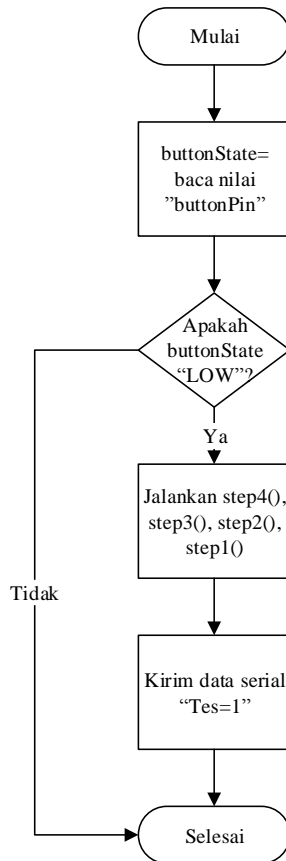 Mulai
buttonState=
baca nilai
”buttonPin”
Apakah
buttonState
“LOW”?
Ya
Jalankan step4(),
step3(), step2(),
step1()
Tidak
Kirim data serial
“Tes=1”
Selesai